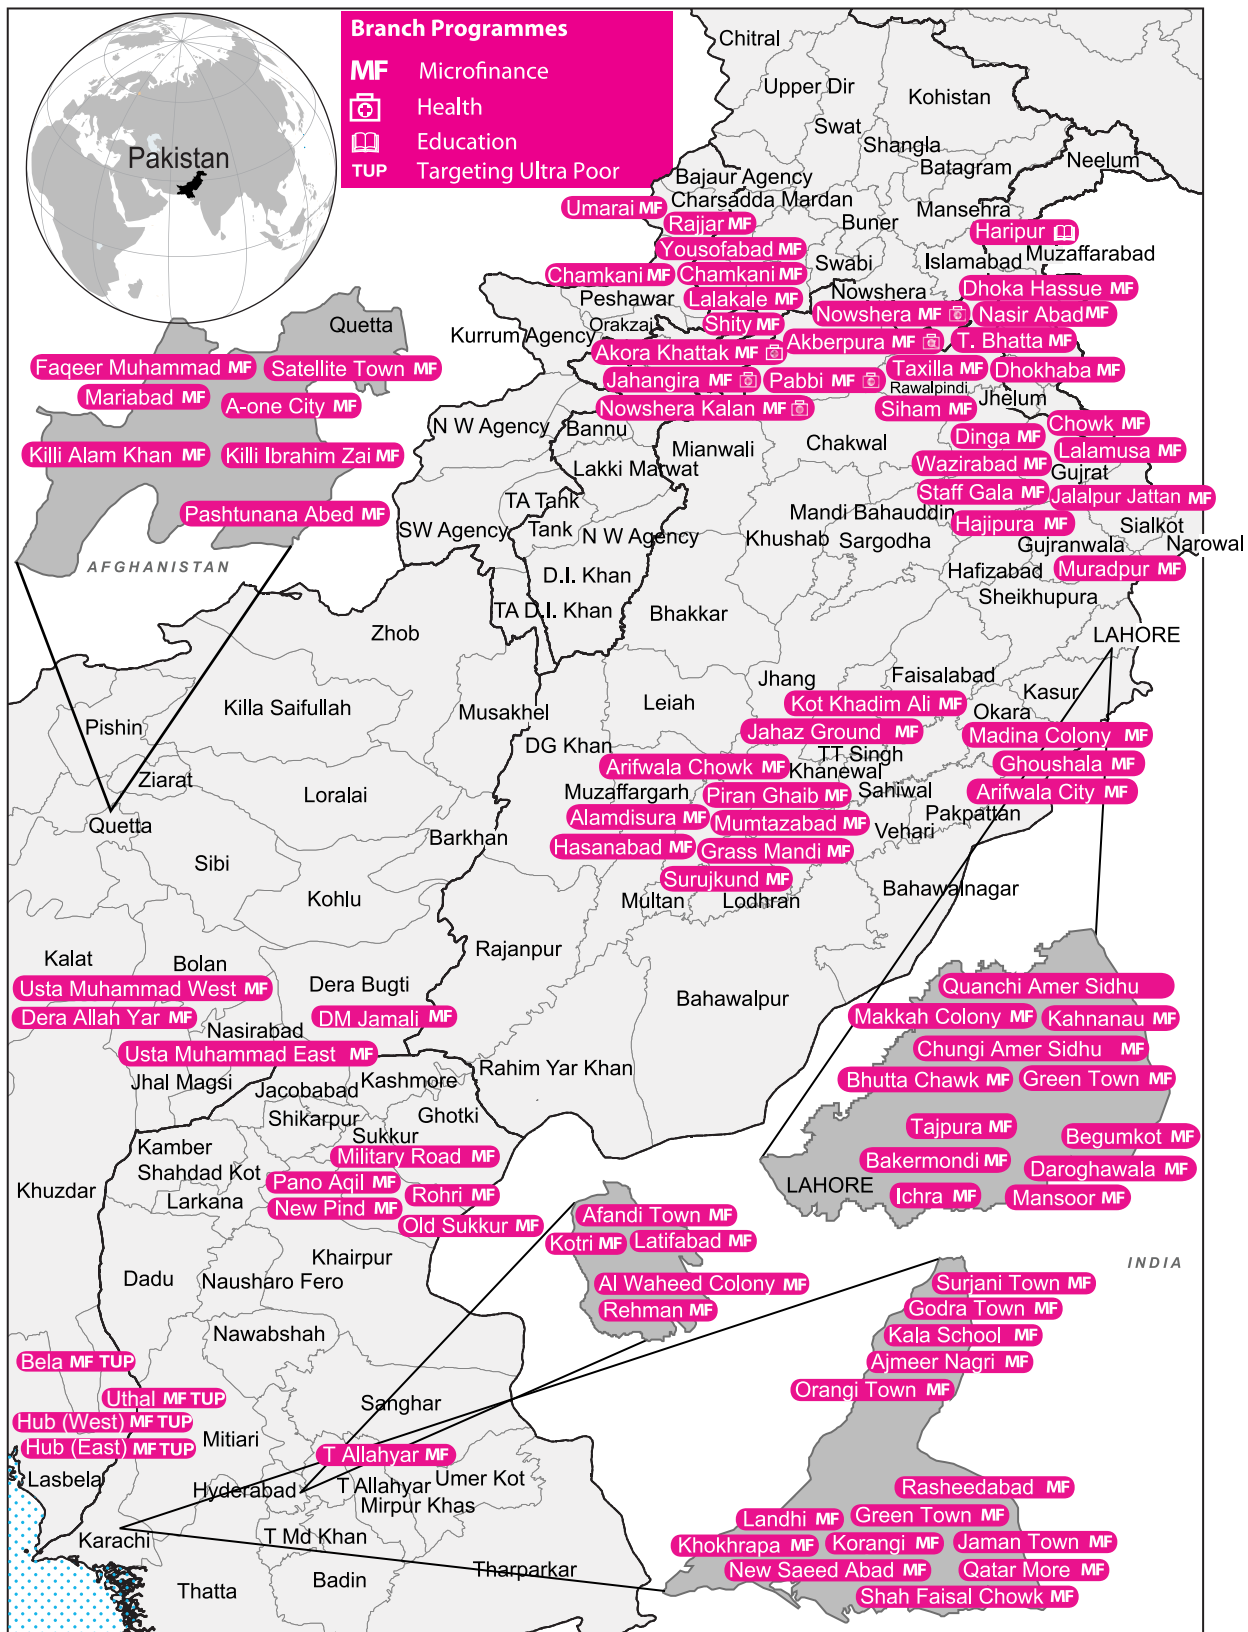 Branch Programmes
MF Microfinance
Health
Education
TUP Targeting Ultra Poor
Pakistan
Chitral
Upper Dir
Kohistan
Swat
Shangla
Batagram
Neelum
Bajaur Agency
Charsadda Mardan
Mansehra
Umarai MF
Rajjar MF
Buner
Haripur
Yousofabad MF
Swabi
Islamabad
Muzaffarabad
Chamkani MF
Chamkani MF
Peshawar
Lalakale MF
Nowshera
Dhoka Hassue MF
Nowshera MF
Nasir Abad MF
Kurrum Agency
Orakzai
Shity MF
Akberpura MF
T. Bhatta MF
Akora Khattak MF
Taxilla MF
Dhokhaba MF
Jahangira MF
Pabbi MF
Rawalpindi
Jhelum
Nowshera Kalan MF
Siham MF
Quetta
Faqeer Muhammad MF
Satellite Town MF
Mariabad MF
A-one City MF
Killi Alam Khan MF
Killi Ibrahim Zai MF
Pashtunana Abed MF
AFGHANISTAN
N W Agency
Bannu
Mianwali
Chakwal
Dinga MF
Chowk MF
Lalamusa MF
Lakki Marwat
Wazirabad MF
Gujrat
TA Tank
Staff Gala MF
Jalalpur Jattan MF
SW Agency
Tank
N W Agency
Mandi Bahauddin
Hajipura MF
Sialkot
Khushab
Sargodha
Gujranwala
Narowal
D.I. Khan
Hafizabad
Muradpur MF
TA D.I. Khan
Bhakkar
Sheikhupura
Zhob
LAHORE
Killa Saifullah
Musakhel
Leiah
Jhang
Faisalabad
Kasur
Kot Khadim Ali MF
Okara
Pishin
DG Khan
Jahaz Ground MF
Madina Colony MF
TT Singh
Ziarat
Arifwala Chowk MF
Khanewal
Ghoushala MF
Loralai
Muzaffargarh
Piran Ghaib MF
Sahiwal
Arifwala City MF
Quetta
Alamdisura MF
Mumtazabad MF
Vehari
Pakpattan
Barkhan
Hasanabad MF
Grass Mandi MF
Sibi
Surujkund MF
Bahawalnagar
Kohlu
Multan
Lodhran
Rajanpur
Kalat
Bolan
Dera Bugti
Bahawalpur
Usta Muhammad West MF
Dera Allah Yar MF
Nasirabad
DM Jamali MF
Usta Muhammad East MF
Jhal Magsi
Jacobabad
Kashmore
Rahim Yar Khan
Shikarpur
Ghotki
Sukkur
Quanchi Amer Sidhu
Makkah Colony MF
Kahnanau MF
Chungi Amer Sidhu MF
Bhutta Chawk MF
Green Town MF
Tajpura MF
Begumkot MF
Bakermondi MF
Daroghawala MF
LAHORE
Ichra MF
Mansoor MF
Kamber
Shahdad Kot
Military Road MF
Khuzdar
Larkana
Pano Aqil MF
Rohri MF
New Pind MF
Old Sukkur MF
Khairpur
Dadu
Nausharo Fero
Nawabshah
Afandi Town MF
Kotri MF
Latifabad MF
Al Waheed Colony MF
Rehman MF
INDIA
Surjani Town MF
Godra Town MF
Kala School MF
Ajmeer Nagri MF
Orangi Town MF
Bela MF TUP
Uthal MF TUP
Sanghar
Hub (West) MF TUP
Mitiari
Hub (East) MF TUP
T Allahyar MF
Lasbela
Hyderabad
T Allahyar
Umer Kot
Mirpur Khas
Karachi
T Md Khan
Thatta
Badin
Tharparkar
Rasheedabad MF
Landhi MF
Green Town MF
Khokhrapa MF
Korangi MF
Jaman Town MF
New Saeed Abad MF
Qatar More MF
Shah Faisal Chowk MF